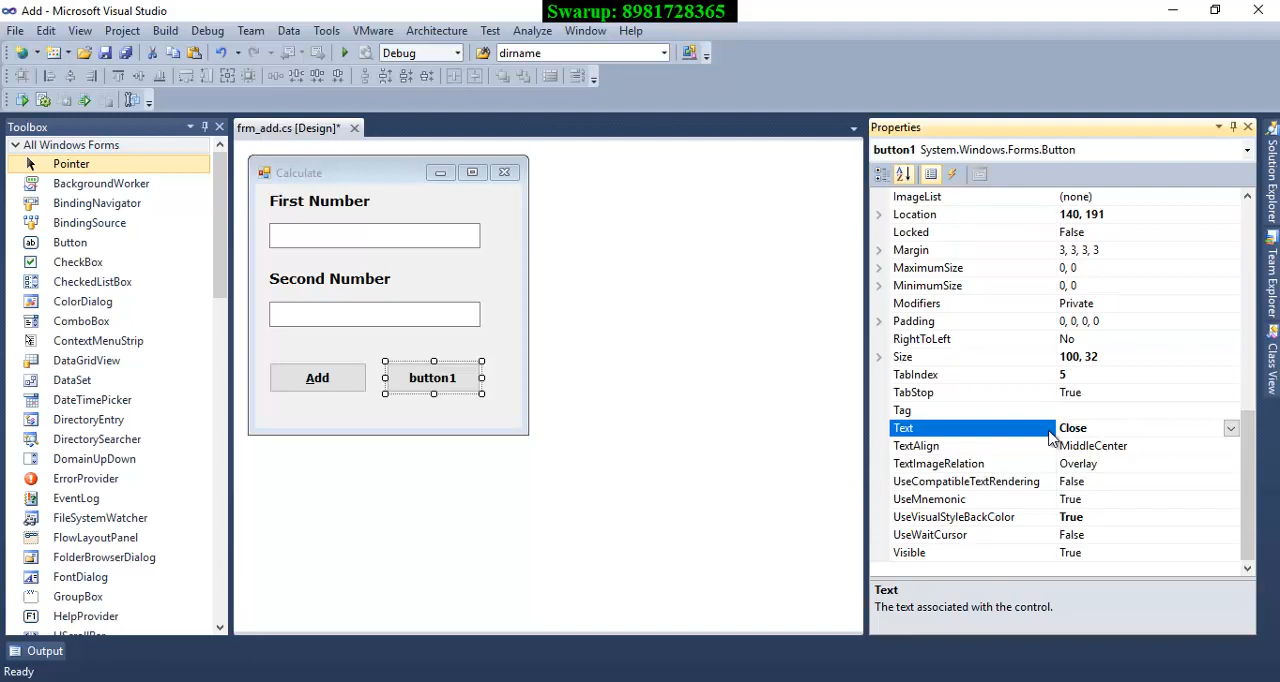 Add - Microsoft Visual Studio
Swarup: 8981728365
File Edit View Project Build Debug Team Data Tools VMware Architecture Test Analyze Window Help
Debug dirname
Toolbox
frm_add.cs [Design]*
Properties
All Windows Forms
Pointer
BackgroundWorker
BindingNavigator
BindingSource
Button
CheckBox
CheckedListBox
ColorDialog
ComboBox
ContextMenuStrip
DataGridView
DataSet
DateTimePicker
DirectoryEntry
DirectorySearcher
DomainUpDown
ErrorProvider
EventLog
FileSystemWatcher
FlowLayoutPanel
FolderBrowserDialog
FontDialog
GroupBox
HelpProvider
Calculate
First Number
Second Number
Add button1
button1 System.Windows.Forms.Button
ImageList (none)
Location 140, 191
Locked False
Margin 3, 3, 3, 3
MaximumSize 0, 0
MinimumSize 0, 0
Modifiers Private
Padding 0, 0, 0, 0
RightToLeft No
Size 100, 32
TabIndex 5
TabStop True
Tag
Text Close
TextAlign MiddleCenter
TextImageRelation Overlay
UseCompatibleTextRendering False
UseMnemonic True
UseVisualStyleBackColor True
UseWaitCursor False
Visible True
Text
The text associated with the control.
Solution Explorer
Team Explorer
Class View
Output
Ready